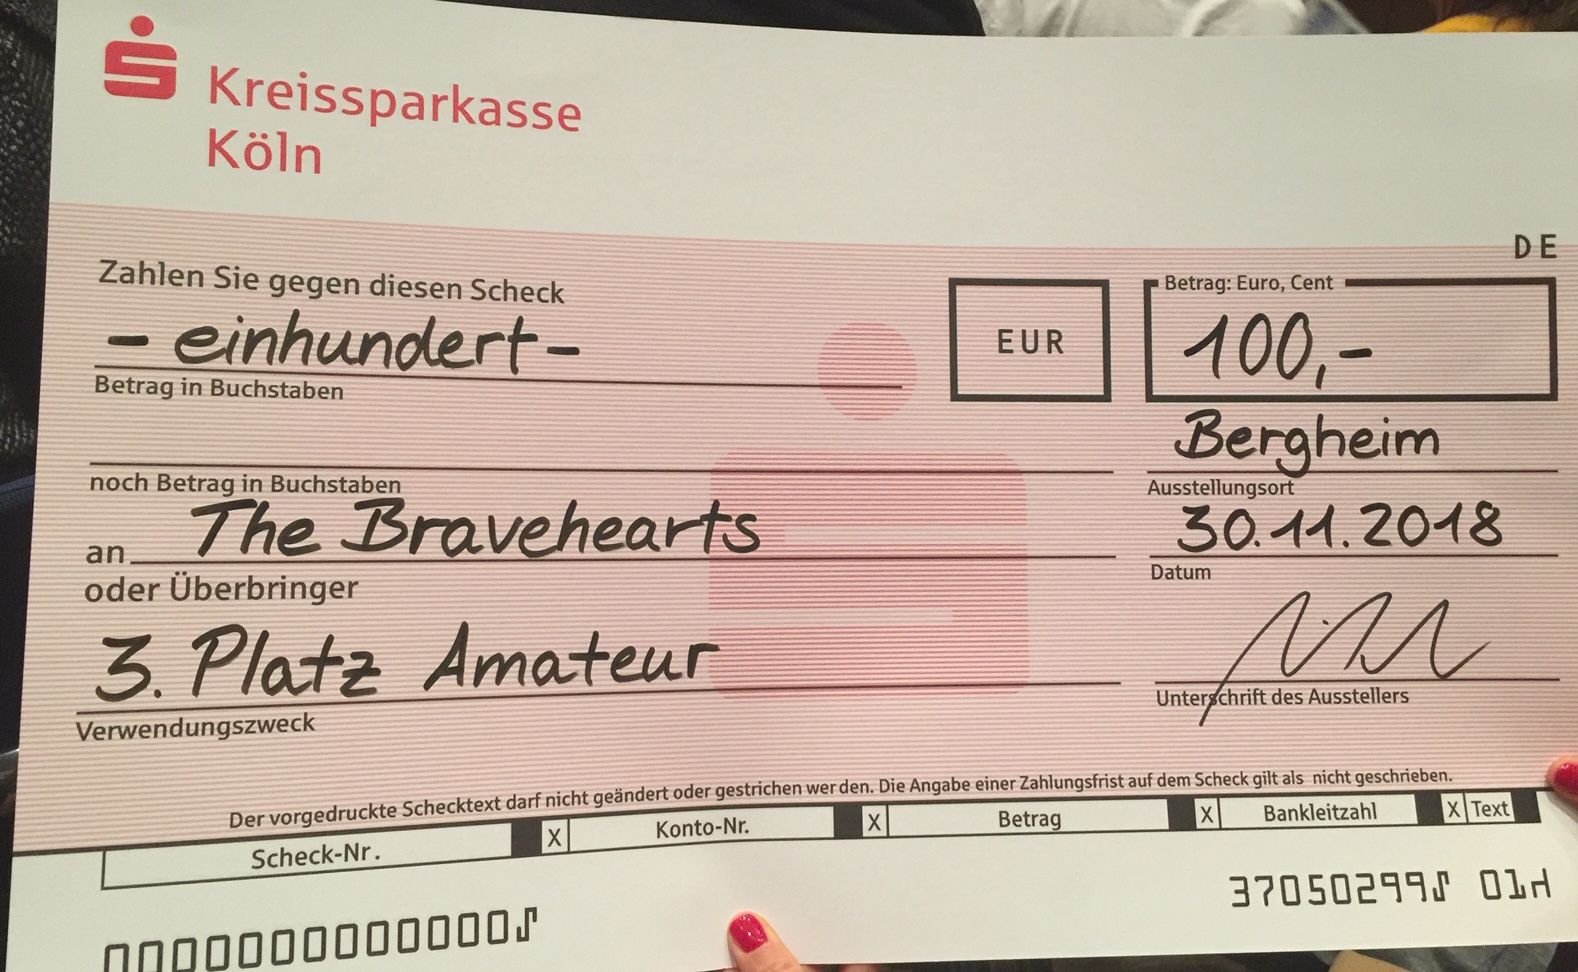 Kreissparkasse
Köln
DE
Zahlen Sie gegen diesen Scheck
- einhundert -
Betrag in Buchstaben
EUR
Betrag: Euro, Cent
100,-
noch Betrag in Buchstaben
Bergheim
Ausstellungsort
an The Bravehearts
oder Überbringer
30.11.2018
Datum
3. Platz Amateur
Verwendungszweck
Unterschrift des Ausstellers
Der vorgedruckte Schecktext darf nicht geändert oder gestrichen werden. Die Angabe einer Zahlungsfrist auf dem Scheck gilt als nicht geschrieben.
Scheck-Nr. X Konto-Nr. X Betrag X Bankleitzahl X Text
0000000000000⑀
37050299⑀ 01⑁